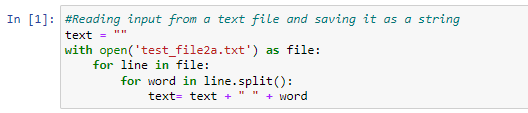 In [1]: #Reading input from a text file and saving it as a string
text = ""
with open('test_file2a.txt') as file:
    for line in file:
        for word in line.split():
            text= text + " " + word